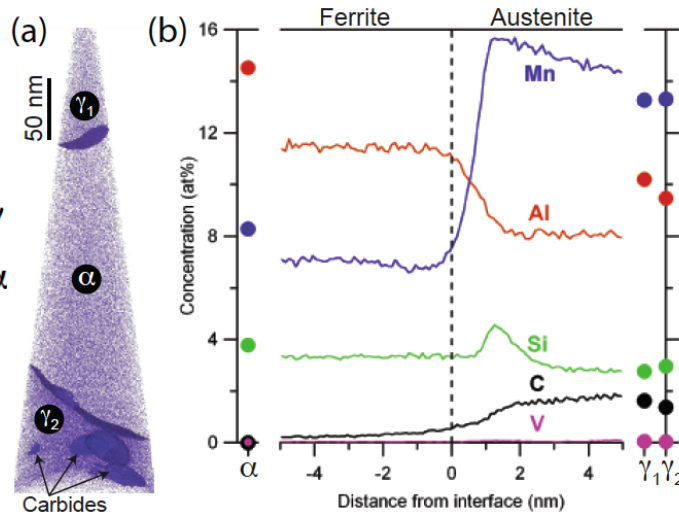 (a)
γ1
50 nm
α
γ2
Carbides
γ
α
(b)
Ferrite
Austenite
16
12
8
4
0
Concentration (at%)
Mn
Al
Si
C
V
α
-4
-2
0
2
4
γ1
γ2
Distance from interface (nm)